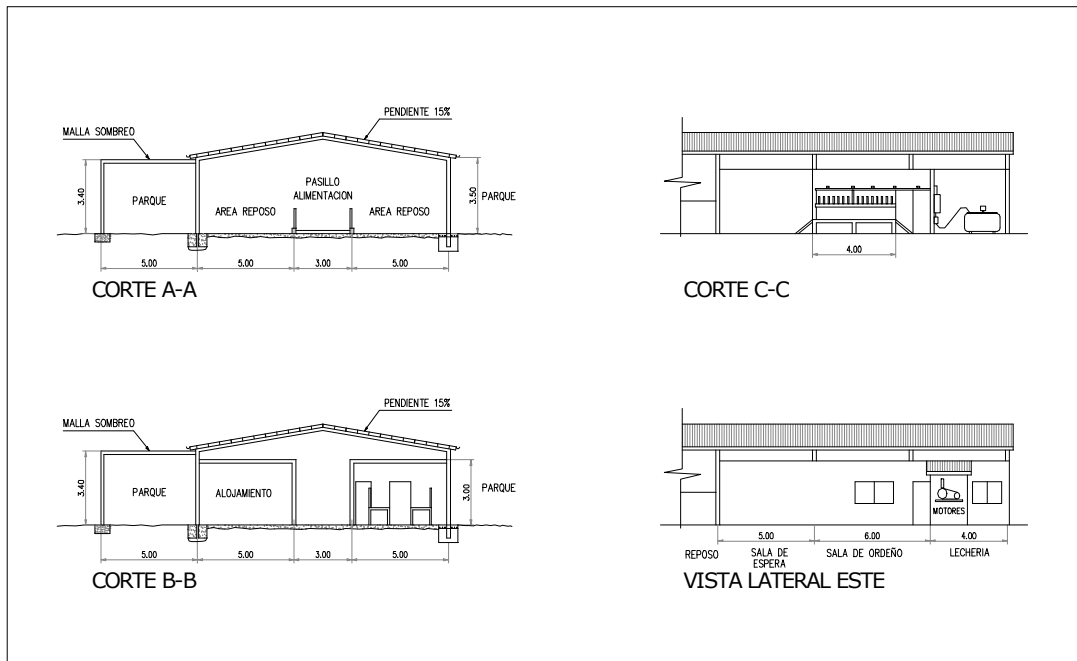 PENDIENTE 15%
MALLA SOMBREO
3.40
PARQUE
AREA REPOSO
PASILLO
ALIMENTACION
AREA REPOSO
3.50
PARQUE
5.00
5.00
3.00
5.00
CORTE A-A
4.00
CORTE C-C
PENDIENTE 15%
MALLA SOMBREO
3.40
PARQUE
ALOJAMIENTO
3.00
PARQUE
5.00
5.00
3.00
5.00
CORTE B-B
MOTORES
5.00
6.00
4.00
REPOSO
SALA DE
ESPERA
SALA DE ORDEÑO
LECHERIA
VISTA LATERAL ESTE